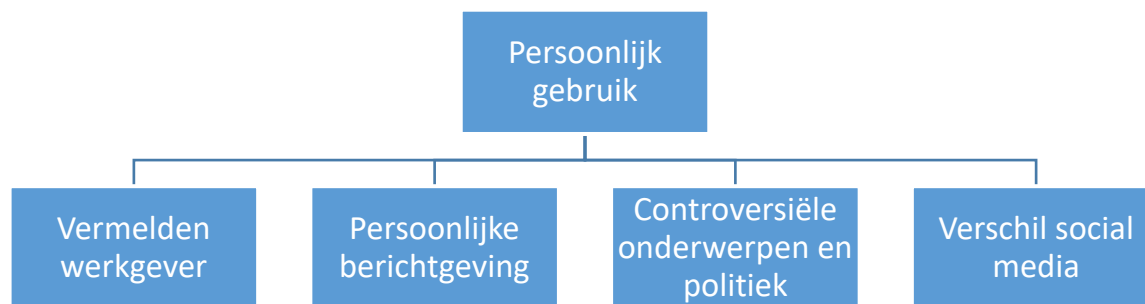 Persoonlijk
gebruik
Vermelden
werkgever
Persoonlijke
berichtgeving
Controversiële
onderwerpen en
politiek
Verschil social
media